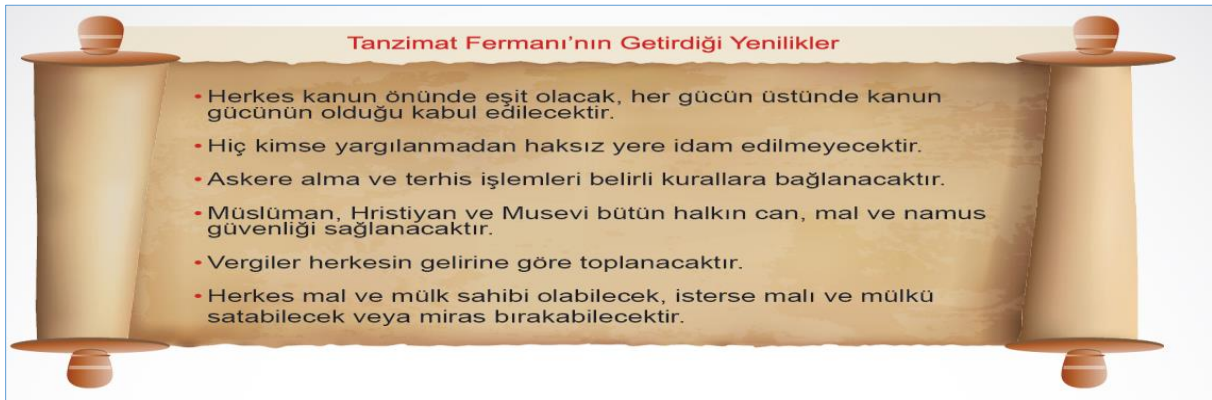 Tanzimat Fermanı'nın Getirdiği Yenilikler
• Herkes kanun önünde eşit olacak, her gücün üstünde kanun
gücünün olduğu kabul edilecektir.
• Hiç kimse yargılanmadan haksız yere idam edilmeyecektir.
• Askere alma ve terhis işlemleri belirli kurallara bağlanacaktır.
• Müslüman, Hristiyan ve Musevi bütün halkın can, mal ve namus
güvenliği sağlanacaktır.
• Vergiler herkesin gelirine göre toplanacaktır.
• Herkes mal ve mülk sahibi olabilecek, isterse malı ve mülkü
satabilecek veya miras bırakabilecektir.